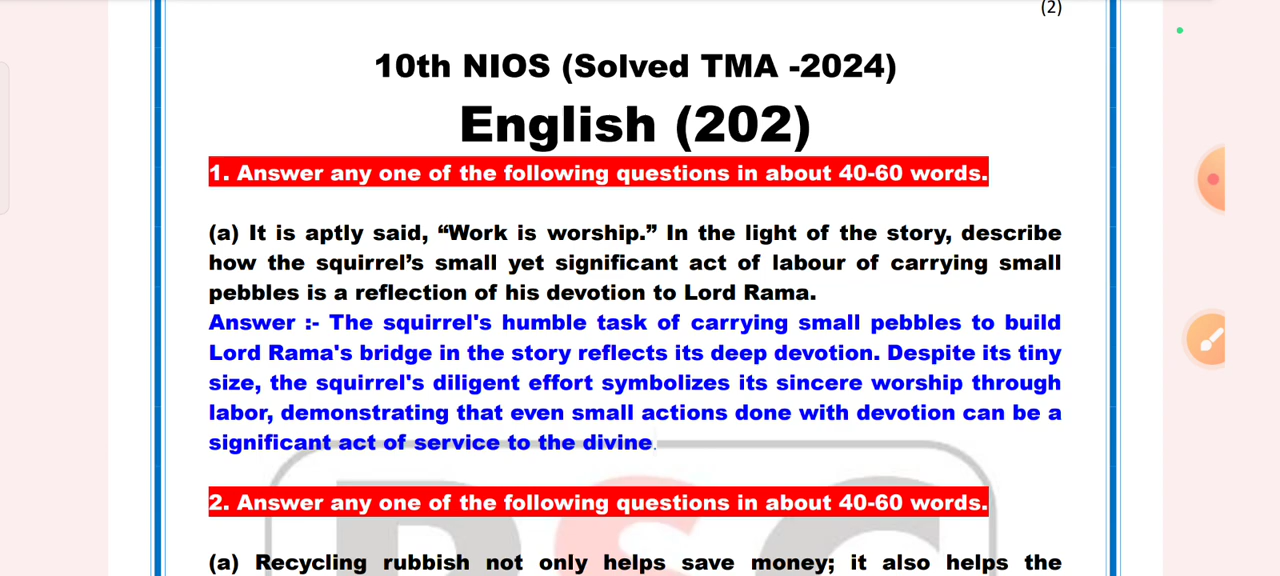 (2)
10th NIOS (Solved TMA -2024)
English (202)
1. Answer any one of the following questions in about 40-60 words.
(a) It is aptly said, “Work is worship.” In the light of the story, describe
how the squirrel’s small yet significant act of labour of carrying small
pebbles is a reflection of his devotion to Lord Rama.
Answer :- The squirrel's humble task of carrying small pebbles to build
Lord Rama's bridge in the story reflects its deep devotion. Despite its tiny
size, the squirrel's diligent effort symbolizes its sincere worship through
labor, demonstrating that even small actions done with devotion can be a
significant act of service to the divine.
2. Answer any one of the following questions in about 40-60 words.
(a) Recycling rubbish not only helps save money; it also helps the